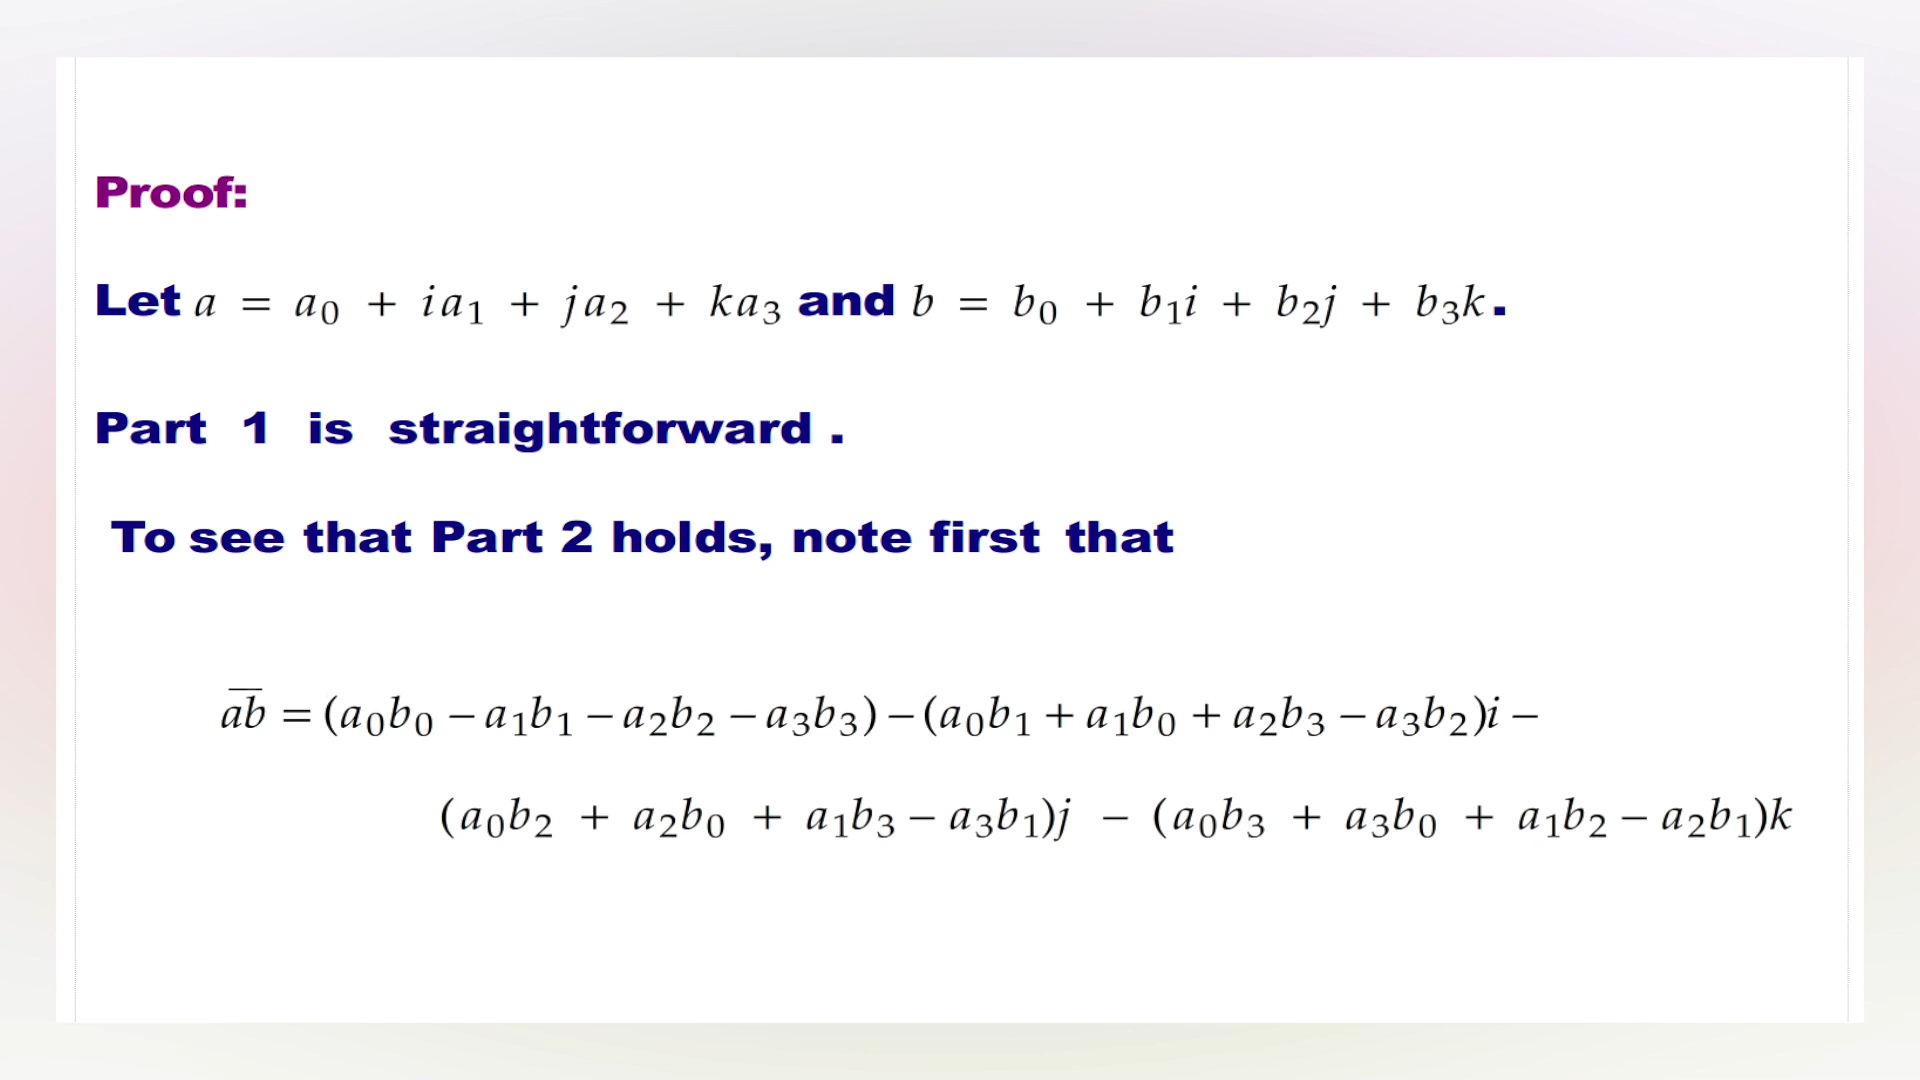 Proof:
Let a = a₀ + ia₁ + ja₂ + ka₃ and b = b₀ + b₁i + b₂j + b₃k.
Part 1 is straightforward .
To see that Part 2 holds, note first that
a̅b̅ = (a₀b₀ − a₁b₁ − a₂b₂ − a₃b₃) − (a₀b₁ + a₁b₀ + a₂b₃ − a₃b₂)i −
(a₀b₂ + a₂b₀ + a₁b₃ − a₃b₁)j − (a₀b₃ + a₃b₀ + a₁b₂ − a₂b₁)k